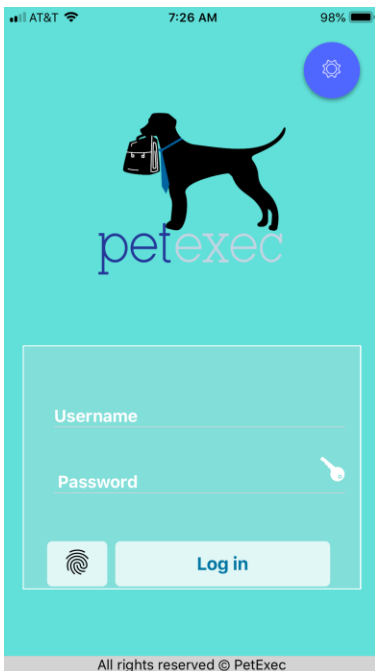 AT&T 7:26 AM 98%
petexec
Username
Password
Log in
All rights reserved © PetExec